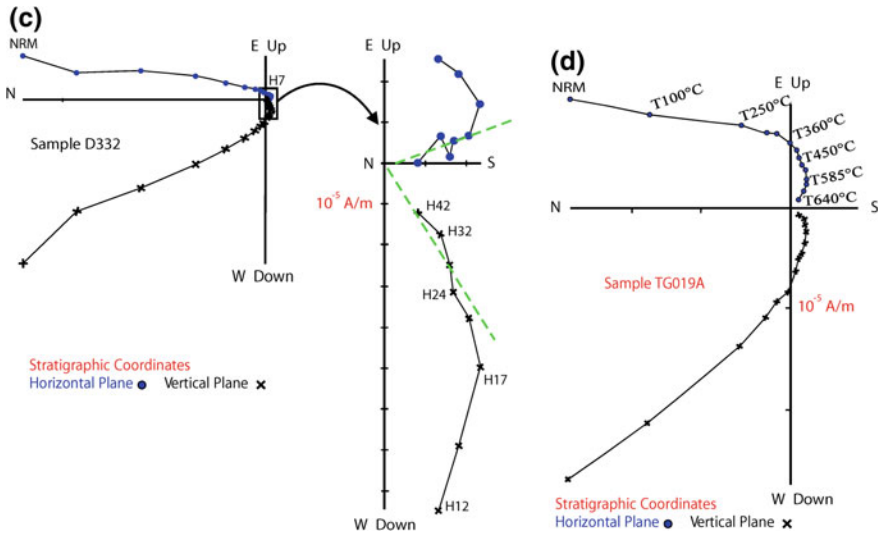 (c)
NRM
E Up
H7
N
Sample D332
W Down
Stratigraphic Coordinates
Horizontal Plane Vertical Plane
E Up
N
S
10⁻⁵ A/m
H42
H32
H24
H17
H12
W Down
(d)
NRM
E Up
T100°C
T250°C
T360°C
T450°C
T585°C
T640°C
N
S
Sample TG019A
10⁻⁵ A/m
W Down
Stratigraphic Coordinates
Horizontal Plane Vertical Plane